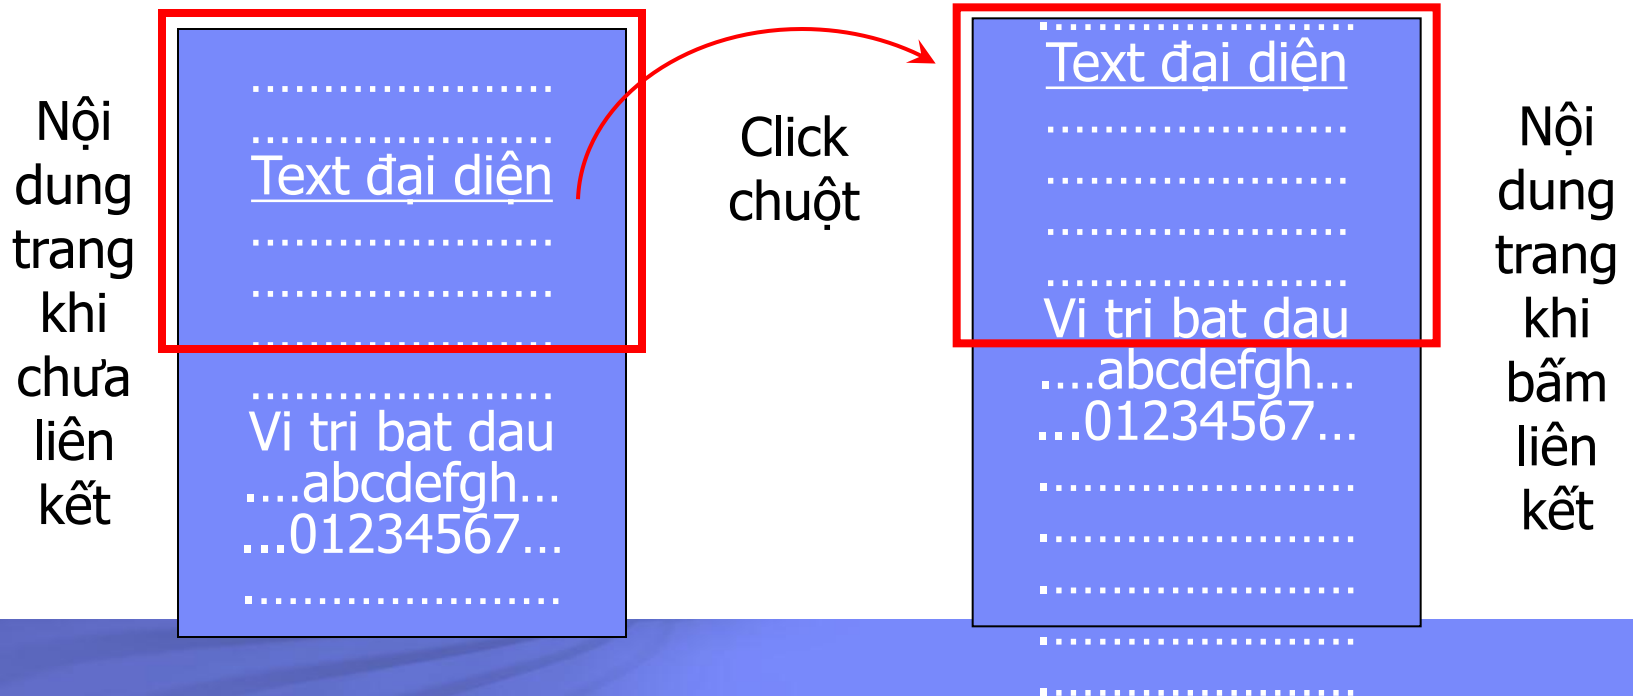 Nội
dung
trang
khi
chưa
liên
kết
.....................
.....................
Text đại diện
.....................
.....................
.....................
.....................
Vi tri bat dau
....abcdefgh...
...01234567...
......................
Click
chuột
......................
Text đại diện
.....................
.....................
.....................
.....................
Vi tri bat dau
....abcdefgh...
...01234567...
......................
......................
......................
......................
......................
Nội
dung
trang
khi
bấm
liên
kết